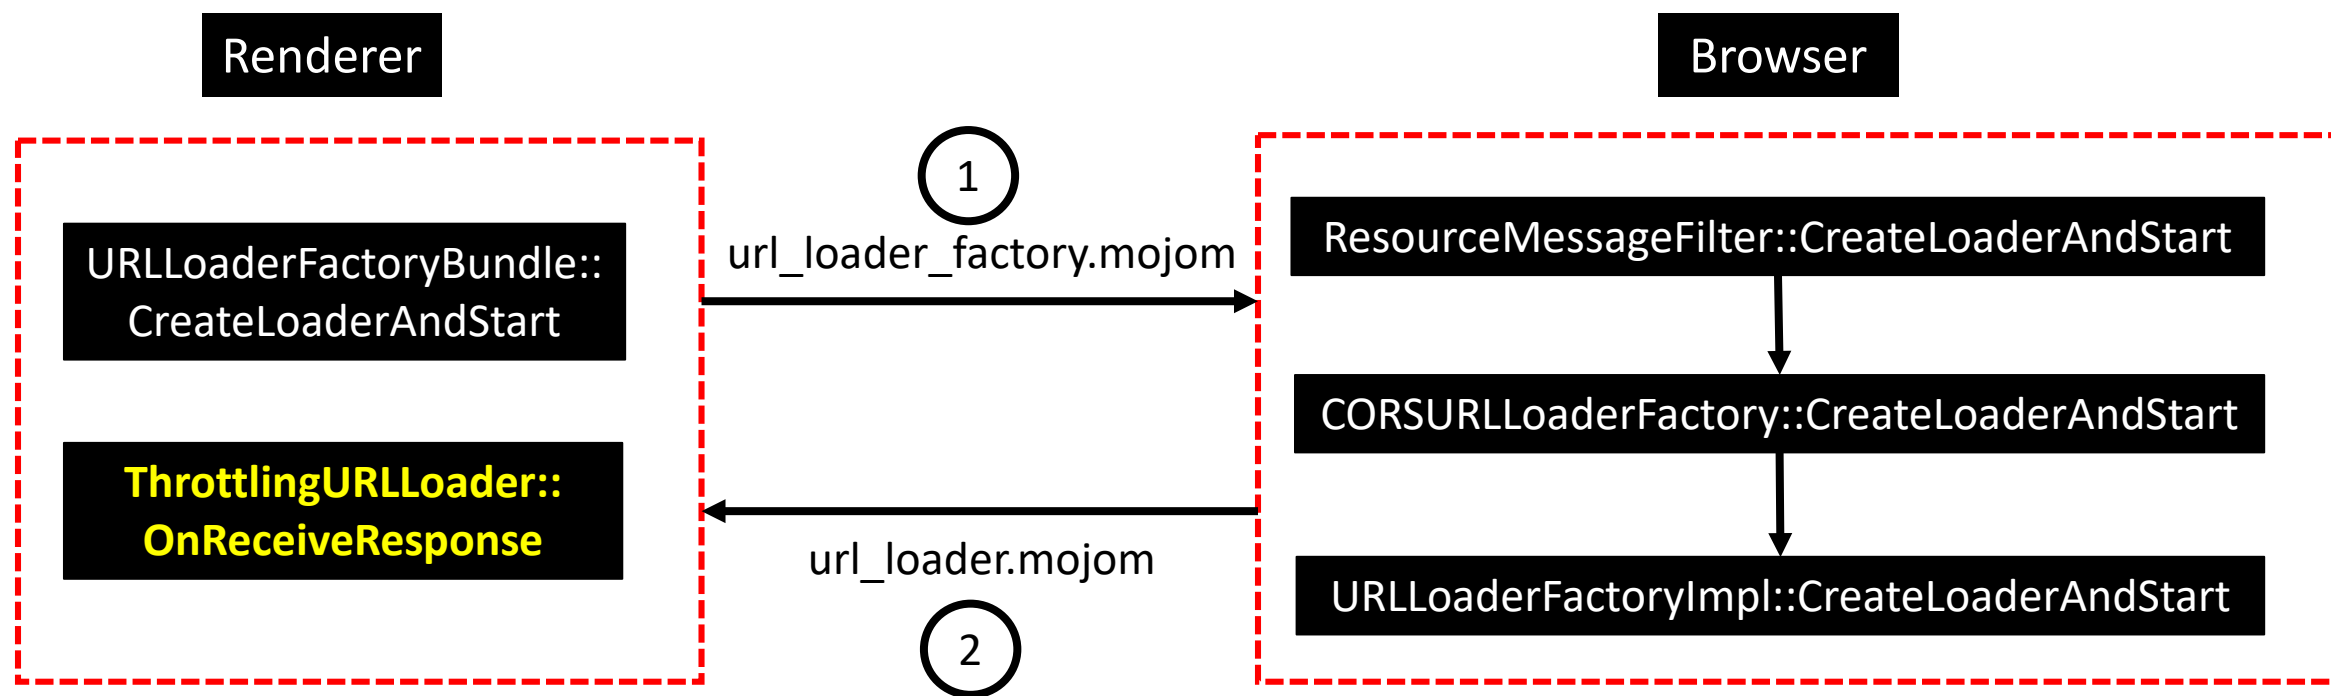 Renderer
Browser
URLLoaderFactoryBundle::
CreateLoaderAndStart
ThrottlingURLLoader::
OnReceiveResponse
1
url_loader_factory.mojom
url_loader.mojom
2
ResourceMessageFilter::CreateLoaderAndStart
CORSURLLoaderFactory::CreateLoaderAndStart
URLLoaderFactoryImpl::CreateLoaderAndStart